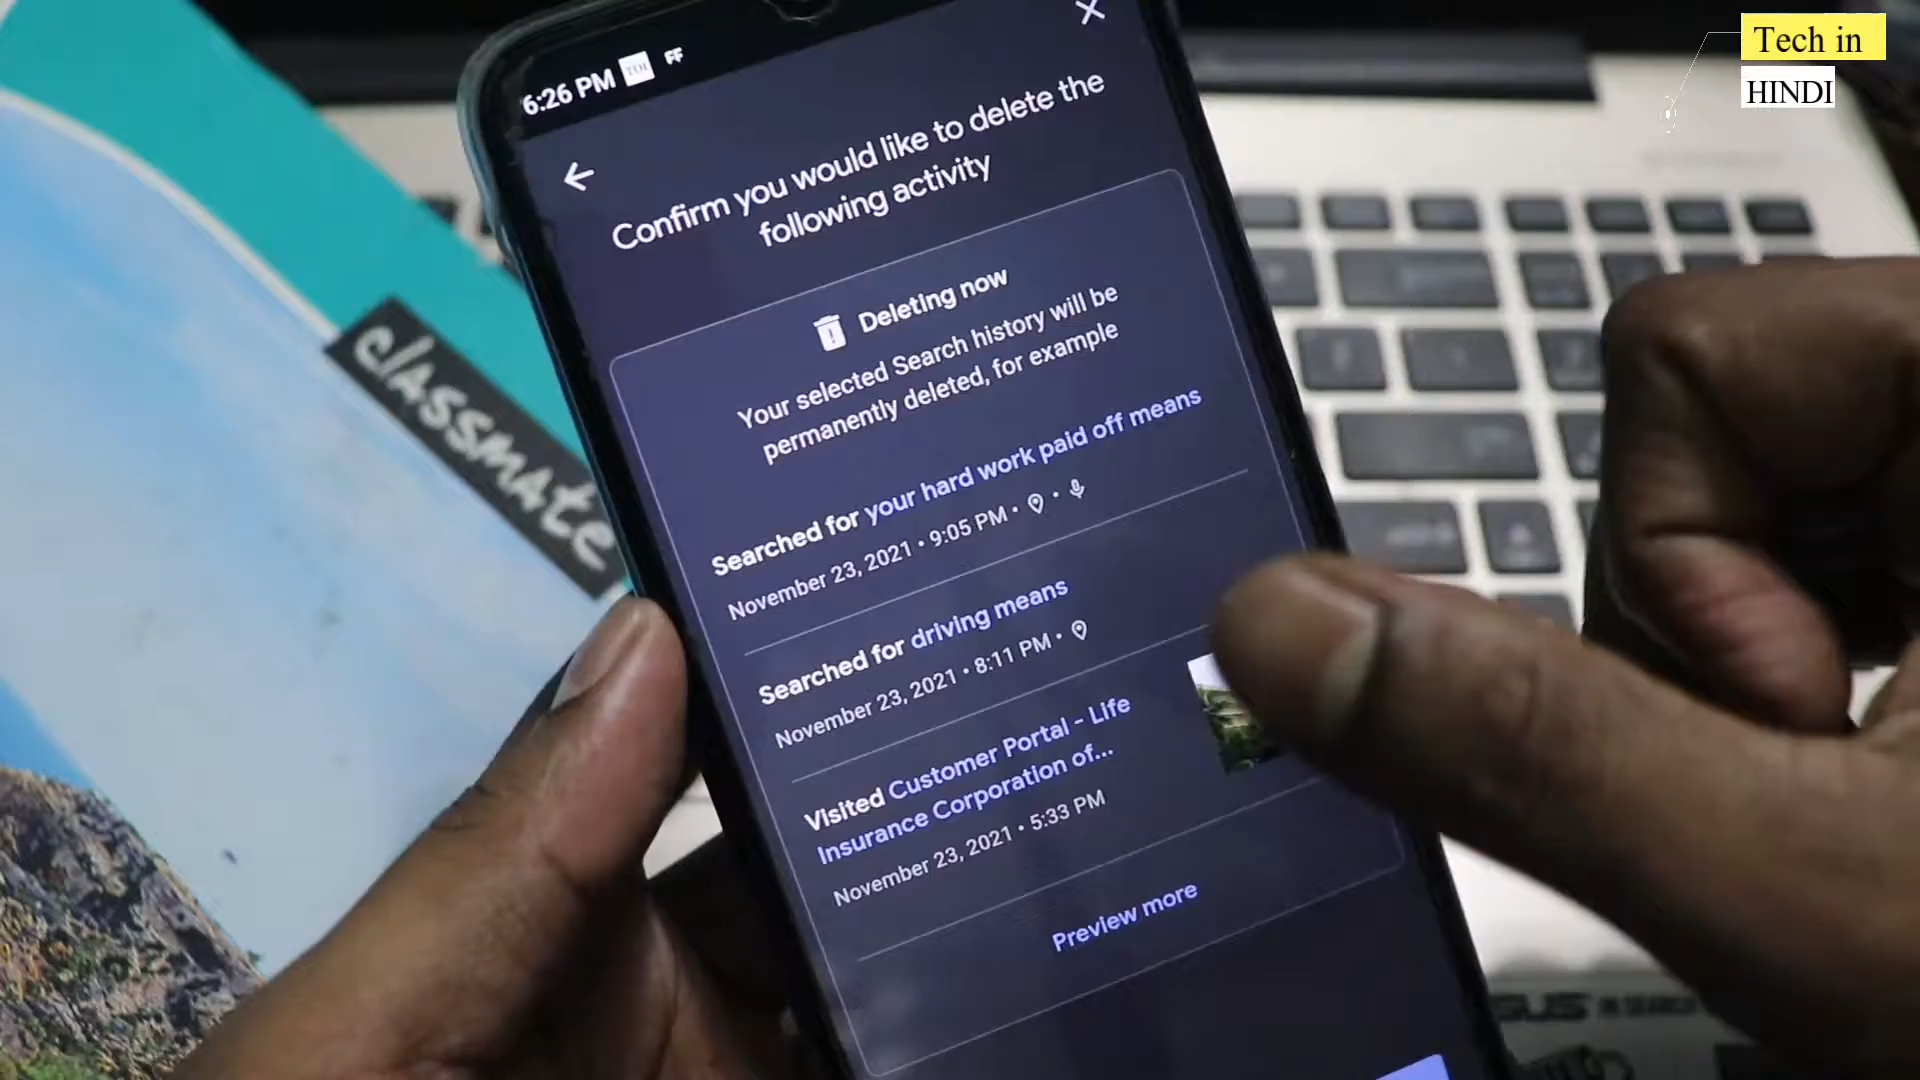 Tech in
HINDI
6:26 PM
Confirm you would like to delete the
following activity
Deleting now
Your selected Search history will be
permanently deleted, for example
Searched for your hard work paid off means
November 23, 2021 • 9:05 PM •
Searched for driving means
November 23, 2021 • 8:11 PM •
Visited Customer Portal - Life
Insurance Corporation of...
November 23, 2021 • 5:33 PM
Preview more
classmate